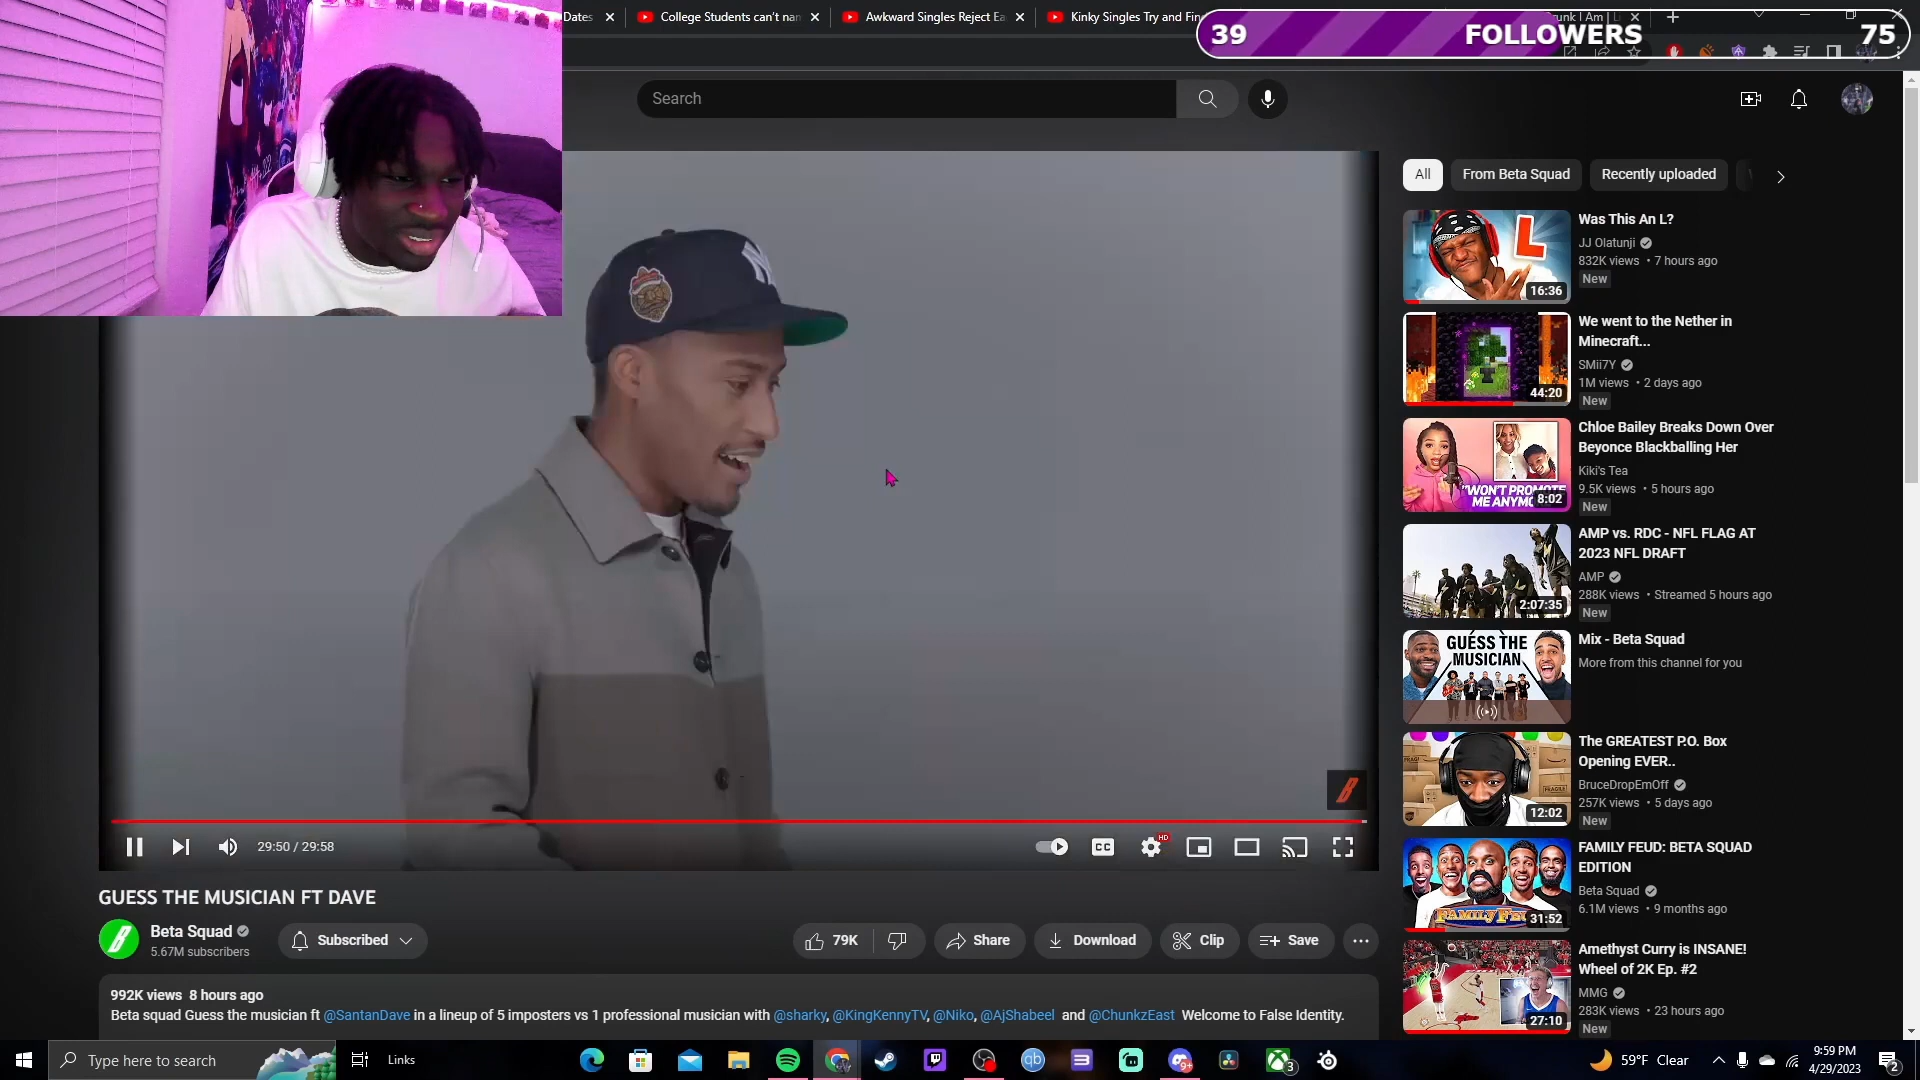 Dates
College Students can't nan
Awkward Singles Reject Ea
Kinky Singles Try and Fin
39 FOLLOWERS 75
Search
All
From Beta Squad
Recently uploaded
Was This An L?
JJ Olatunji
832K views • 7 hours ago
New
16:36
We went to the Nether in
Minecraft...
SMii7Y
1M views • 2 days ago
New
44:20
Chloe Bailey Breaks Down Over
Beyonce Blackballing Her
Kiki's Tea
9.5K views • 5 hours ago
New
"WON'T PROMOTE
ME ANYMO
8:02
AMP vs. RDC - NFL FLAG AT
2023 NFL DRAFT
AMP
288K views • Streamed 5 hours ago
New
2:07:35
GUESS THE
MUSICIAN
Mix - Beta Squad
More from this channel for you
The GREATEST P.O. Box
Opening EVER..
BruceDropEmOff
257K views • 5 days ago
New
12:02
FAMILY FEUD: BETA SQUAD
EDITION
Beta Squad
6.1M views • 9 months ago
31:52
Amethyst Curry is INSANE!
Wheel of 2K Ep. #2
MMG
283K views • 23 hours ago
New
27:10
NY
29:50 / 29:58
CC
HD
GUESS THE MUSICIAN FT DAVE
Beta Squad
5.67M subscribers
Subscribed
79K
Share
Download
Clip
Save
992K views 8 hours ago
Beta squad Guess the musician ft @SantanDave in a lineup of 5 imposters vs 1 professional musician with @sharky, @KingKennyTV, @Niko, @AjShabeel and @ChunkzEast Welcome to False Identity.
Type here to search
Links
qb
9+
3
59°F Clear
9:59 PM
4/29/2023
2